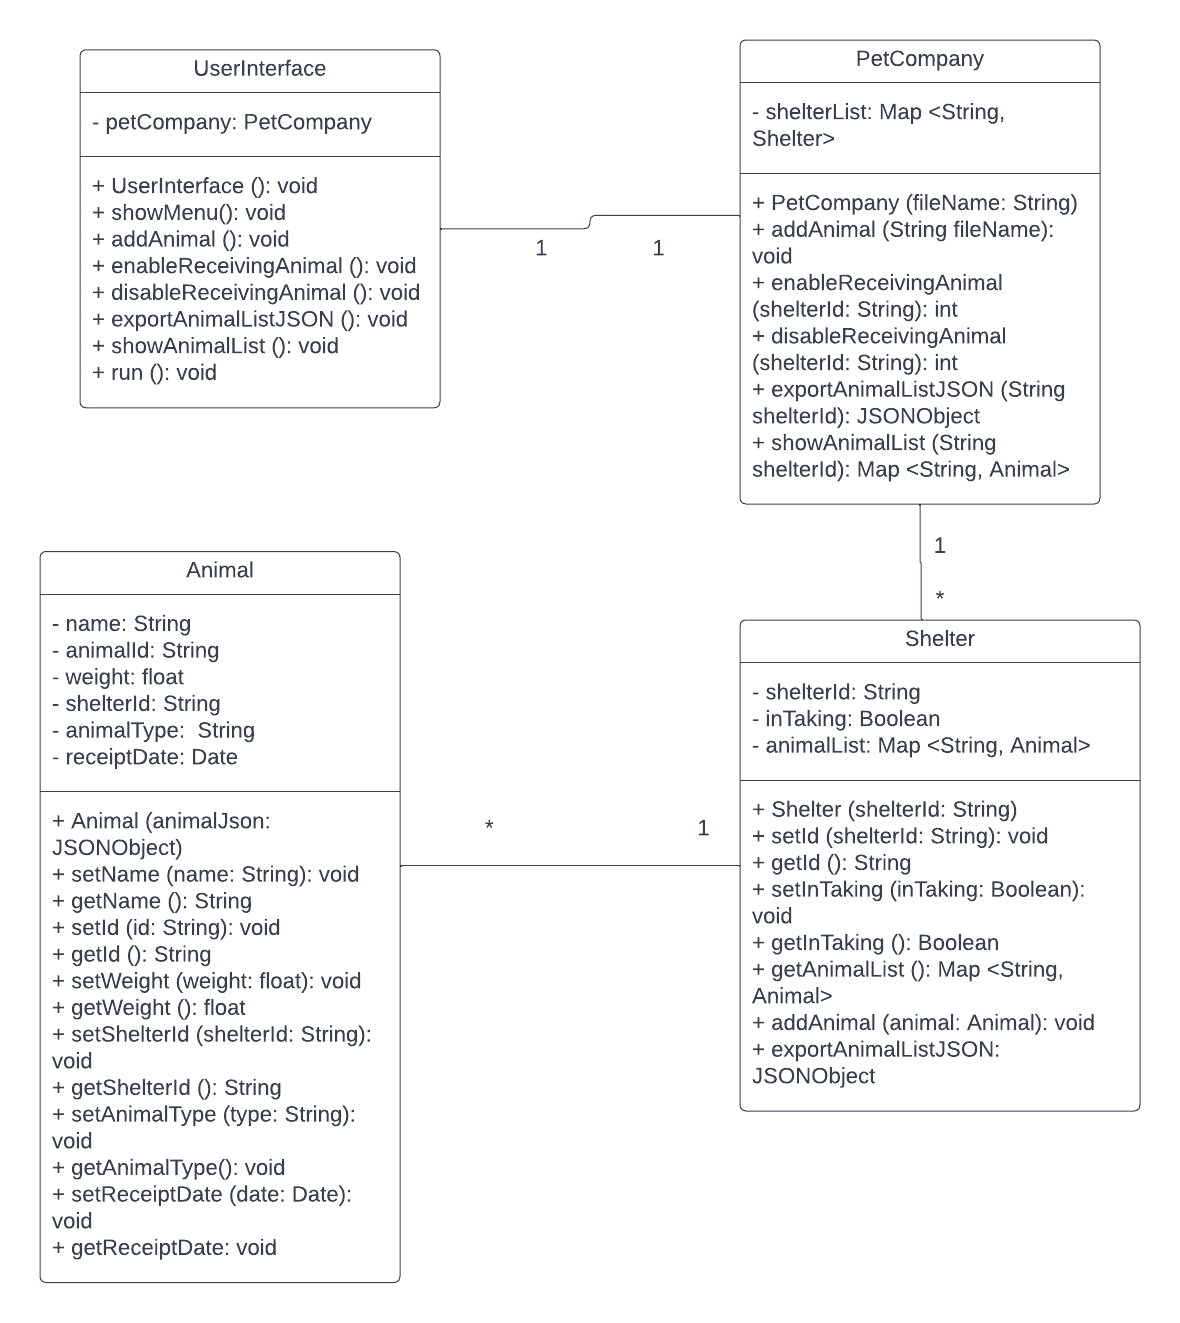 UserInterface
- petCompany: PetCompany
+ UserInterface (): void
+ showMenu(): void
+ addAnimal (): void
+ enableReceivingAnimal (): void
+ disableReceivingAnimal (): void
+ exportAnimalListJSON (): void
+ showAnimalList (): void
+ run (): void
1
1
PetCompany
- shelterList: Map <String,
Shelter>
+ PetCompany (fileName: String)
+ addAnimal (String fileName):
void
+ enableReceivingAnimal
(shelterId: String): int
+ disableReceivingAnimal
(shelterId: String): int
+ exportAnimalListJSON (String
shelterId): JSONObject
+ showAnimalList (String
shelterId): Map <String, Animal>
1
*
Animal
- name: String
- animalId: String
- weight: float
- shelterId: String
- animalType:  String
- receiptDate: Date
+ Animal (animalJson:
JSONObject)
+ setName (name: String): void
+ getName (): String
+ setId (id: String): void
+ getId (): String
+ setWeight (weight: float): void
+ getWeight (): float
+ setShelterId (shelterId: String):
void
+ getShelterId (): String
+ setAnimalType (type: String):
void
+ getAnimalType(): void
+ setReceiptDate (date: Date):
void
+ getReceiptDate: void
*
1
Shelter
- shelterId: String
- inTaking: Boolean
- animalList: Map <String, Animal>
+ Shelter (shelterId: String)
+ setId (shelterId: String): void
+ getId (): String
+ setInTaking (inTaking: Boolean):
void
+ getInTaking (): Boolean
+ getAnimalList (): Map <String,
Animal>
+ addAnimal (animal: Animal): void
+ exportAnimalListJSON:
JSONObject